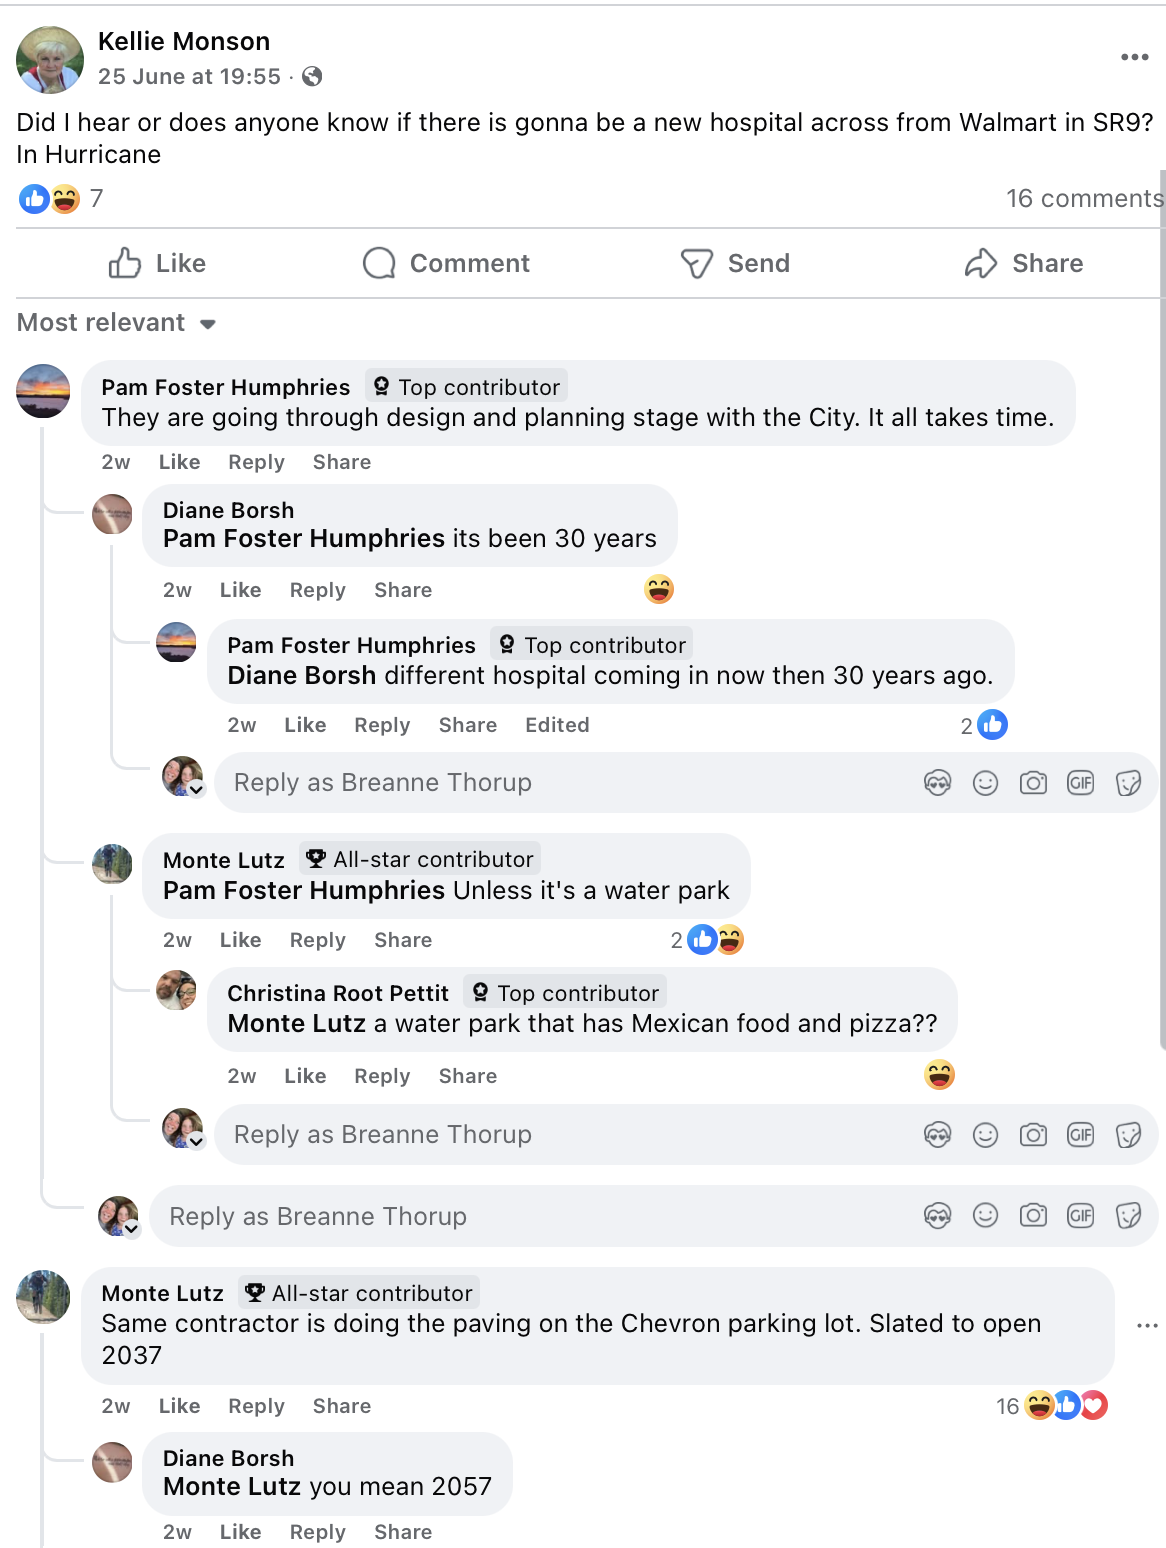 Kellie Monson
25 June at 19:55 ·
Did I hear or does anyone know if there is gonna be a new hospital across from Walmart in SR9?
In Hurricane
7
16 comments
Like Comment Send Share
Most relevant
Pam Foster Humphries Top contributor
They are going through design and planning stage with the City. It all takes time.
2w Like Reply Share
Diane Borsh
Pam Foster Humphries its been 30 years
2w Like Reply Share
Pam Foster Humphries Top contributor
Diane Borsh different hospital coming in now then 30 years ago.
2w Like Reply Share Edited 2
Reply as Breanne Thorup GIF
Monte Lutz All-star contributor
Pam Foster Humphries Unless it's a water park
2w Like Reply Share 2
Christina Root Pettit Top contributor
Monte Lutz a water park that has Mexican food and pizza??
2w Like Reply Share
Reply as Breanne Thorup GIF
Reply as Breanne Thorup GIF
Monte Lutz All-star contributor
Same contractor is doing the paving on the Chevron parking lot. Slated to open
2037
2w Like Reply Share 16
Diane Borsh
Monte Lutz you mean 2057
2w Like Reply Share